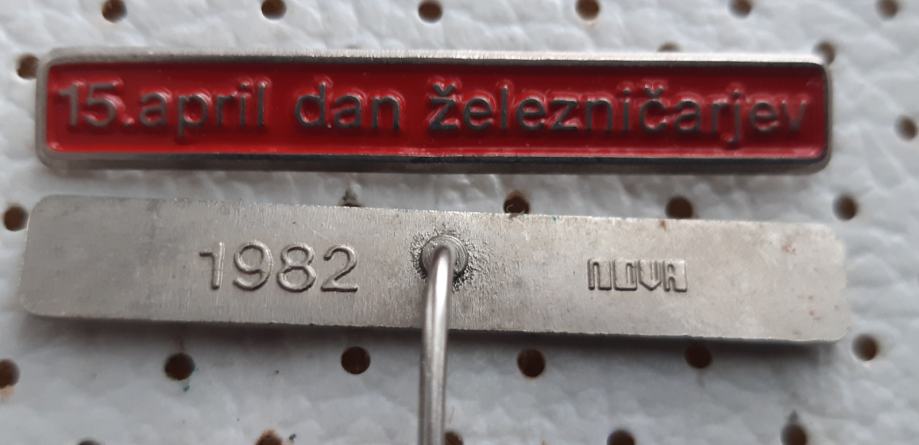 15.april dan železničarjev
1982 NOVA